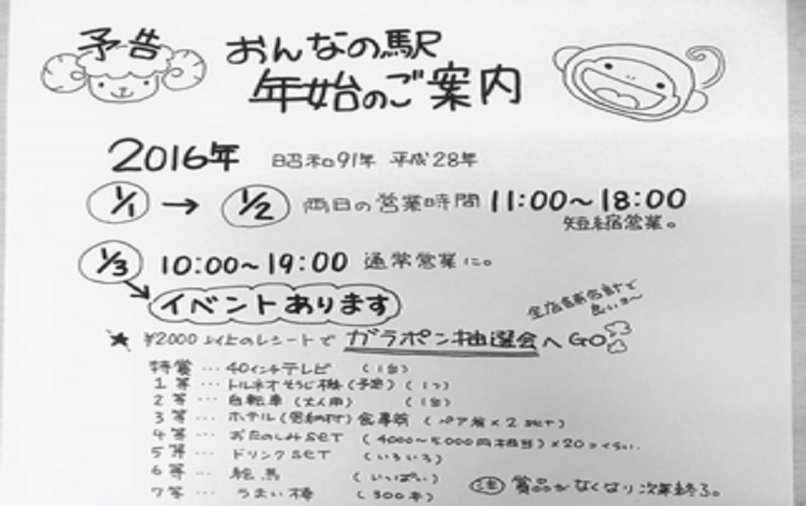 予告 おんなの駅
年始のご案内
2016年 昭和91年 平成28年
1/1 → 1/2 両日の営業時間 11:00〜18:00
短縮営業。
1/3 10:00〜19:00 通常営業に。
イベントあります
全店舗合計で
良いヨ〜
★ ¥2000以上のレシートで ガラポン抽選会へGO
特賞 … 40インチテレビ (1台)
1等 … トルネオそうじ機(予定) (1つ)
2等 … 自転車(大人用) (1台)
3等 … ホテル(恩納村)食事券 (ペア券×2SET)
4等 … おたのしみSET (4000〜5,000円相当)×20コくらい
5等 … ドリンクSET (いろいろ)
6等 … 絵馬 (いっぱい)
7等 … うまい棒 (300本)
注 賞品がなくなり次第終了。